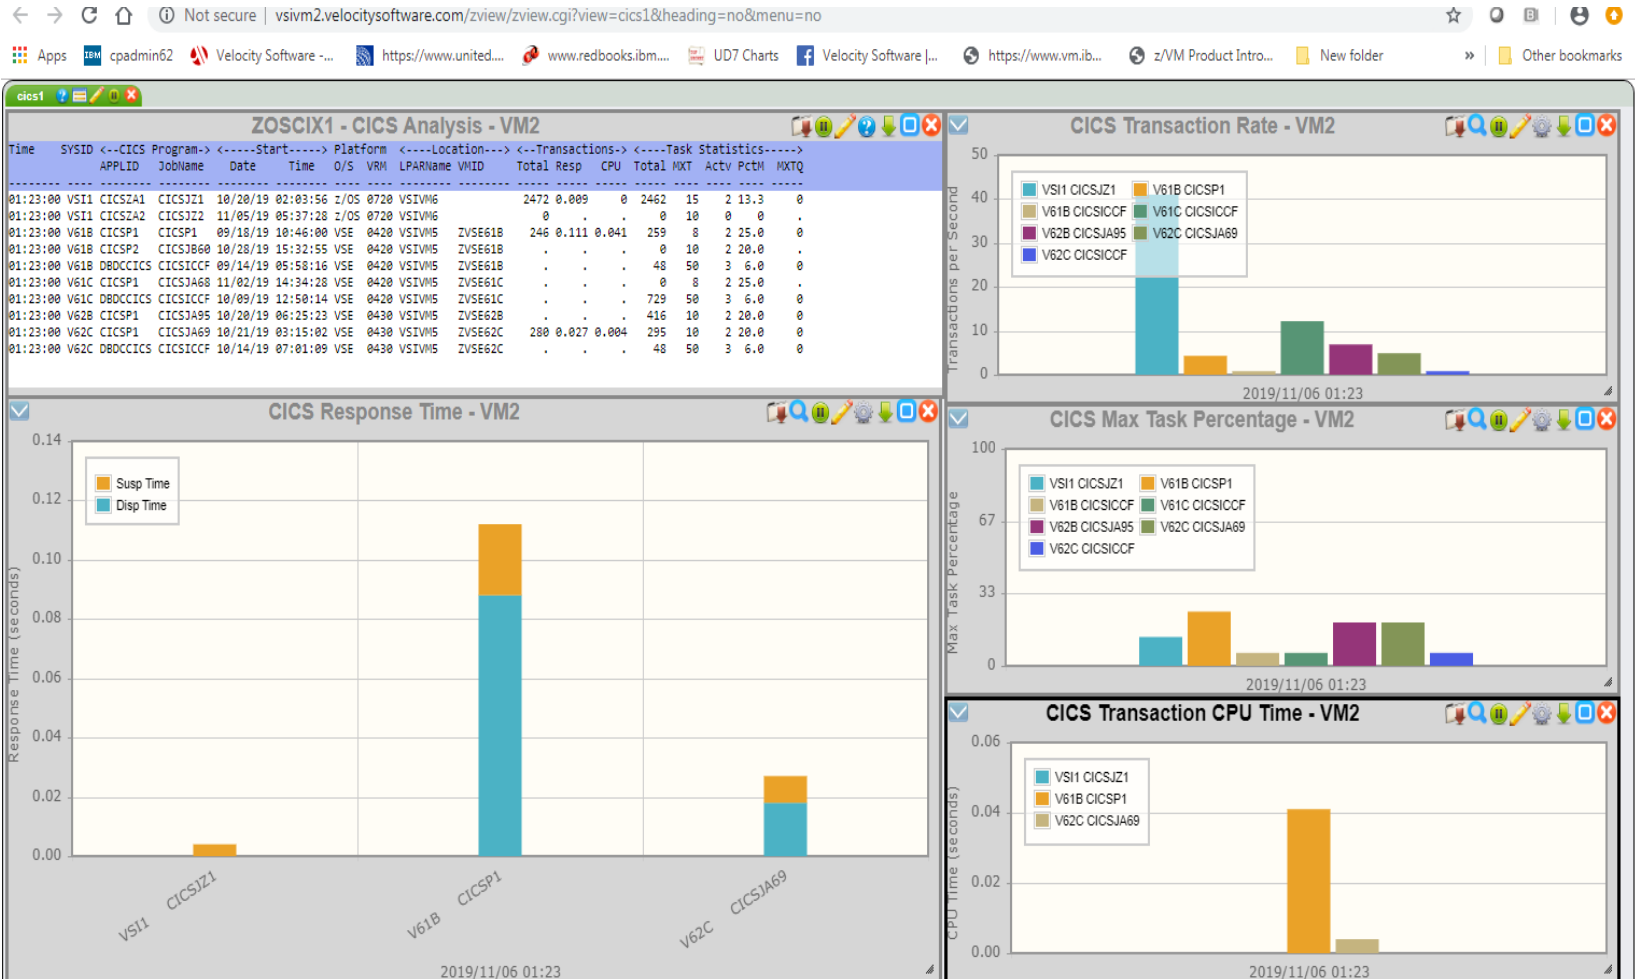 Not secure | vsivm2.velocitysoftware.com/zview/zview.cgi?view=cics1&heading=no&menu=no
Apps IBM cpadmin62 Velocity Software -... https://www.united.... www.redbooks.ibm.... UD7 Charts Velocity Software |... https://www.vm.ib... z/VM Product Intro... New folder » Other bookmarks
cics1
ZOSCIX1 - CICS Analysis - VM2
Time SYSID <--CICS Program-> <-----Start-----> Platform <----Location---> <--Transactions-> <----Task Statistics----->
APPLID JobName Date Time O/S VRM LPARName VMID Total Resp CPU Total MXT Actv PctM MXTQ
-------- ---- -------- -------- -------- -------- ---- ---- -------- -------- ----- ----- ----- ----- ---- ---- ---- -----
01:23:00 VSI1 CICSZA1 CICSJZ1 10/20/19 02:03:56 z/OS 0720 VSIVM6 2472 0.009 0 2462 15 2 13.3 0
01:23:00 VSI1 CICSZA2 CICSJZ2 11/05/19 05:37:28 z/OS 0720 VSIVM6 0 . . 0 10 0 0 .
01:23:00 V61B CICSP1 CICSP1 09/18/19 10:46:00 VSE 0420 VSIVM5 ZVSE61B 246 0.111 0.041 259 8 2 25.0 0
01:23:00 V61B CICSP2 CICSJB60 10/28/19 15:32:55 VSE 0420 VSIVM5 ZVSE61B . . . 0 10 2 20.0 .
01:23:00 V61B DBDCCICS CICSICCF 09/14/19 05:58:16 VSE 0420 VSIVM5 ZVSE61B . . . 48 50 3 6.0 0
01:23:00 V61C CICSP1 CICSJA68 11/02/19 14:34:28 VSE 0420 VSIVM5 ZVSE61C . . . 0 8 2 25.0 .
01:23:00 V61C DBDCCICS CICSICCF 10/09/19 12:50:14 VSE 0420 VSIVM5 ZVSE61C . . . 729 50 3 6.0 0
01:23:00 V62B CICSP1 CICSJA95 10/20/19 06:25:23 VSE 0430 VSIVM5 ZVSE62B . . . 416 10 2 20.0 0
01:23:00 V62C CICSP1 CICSJA69 10/21/19 03:15:02 VSE 0430 VSIVM5 ZVSE62C 280 0.027 0.004 295 10 2 20.0 0
01:23:00 V62C DBDCCICS CICSICCF 10/14/19 07:01:09 VSE 0430 VSIVM5 ZVSE62C . . . 48 50 3 6.0 0
CICS Transaction Rate - VM2
Transactions per Second
50
40
30
20
10
0
VSI1 CICSJZ1 V61B CICSP1
V61B CICSICCF V61C CICSICCF
V62B CICSJA95 V62C CICSJA69
V62C CICSICCF
2019/11/06 01:23
CICS Response Time - VM2
Response Time (seconds)
0.14
0.12
0.10
0.08
0.06
0.04
0.02
0.00
Susp Time
Disp Time
VSI1 CICSJZ1
V61B CICSP1
V62C CICSJA69
2019/11/06 01:23
CICS Max Task Percentage - VM2
Max Task Percentage
100
67
33
0
VSI1 CICSJZ1 V61B CICSP1
V61B CICSICCF V61C CICSICCF
V62B CICSJA95 V62C CICSJA69
V62C CICSICCF
2019/11/06 01:23
CICS Transaction CPU Time - VM2
CPU Time (seconds)
0.06
0.04
0.02
0.00
VSI1 CICSJZ1
V61B CICSP1
V62C CICSJA69
2019/11/06 01:23